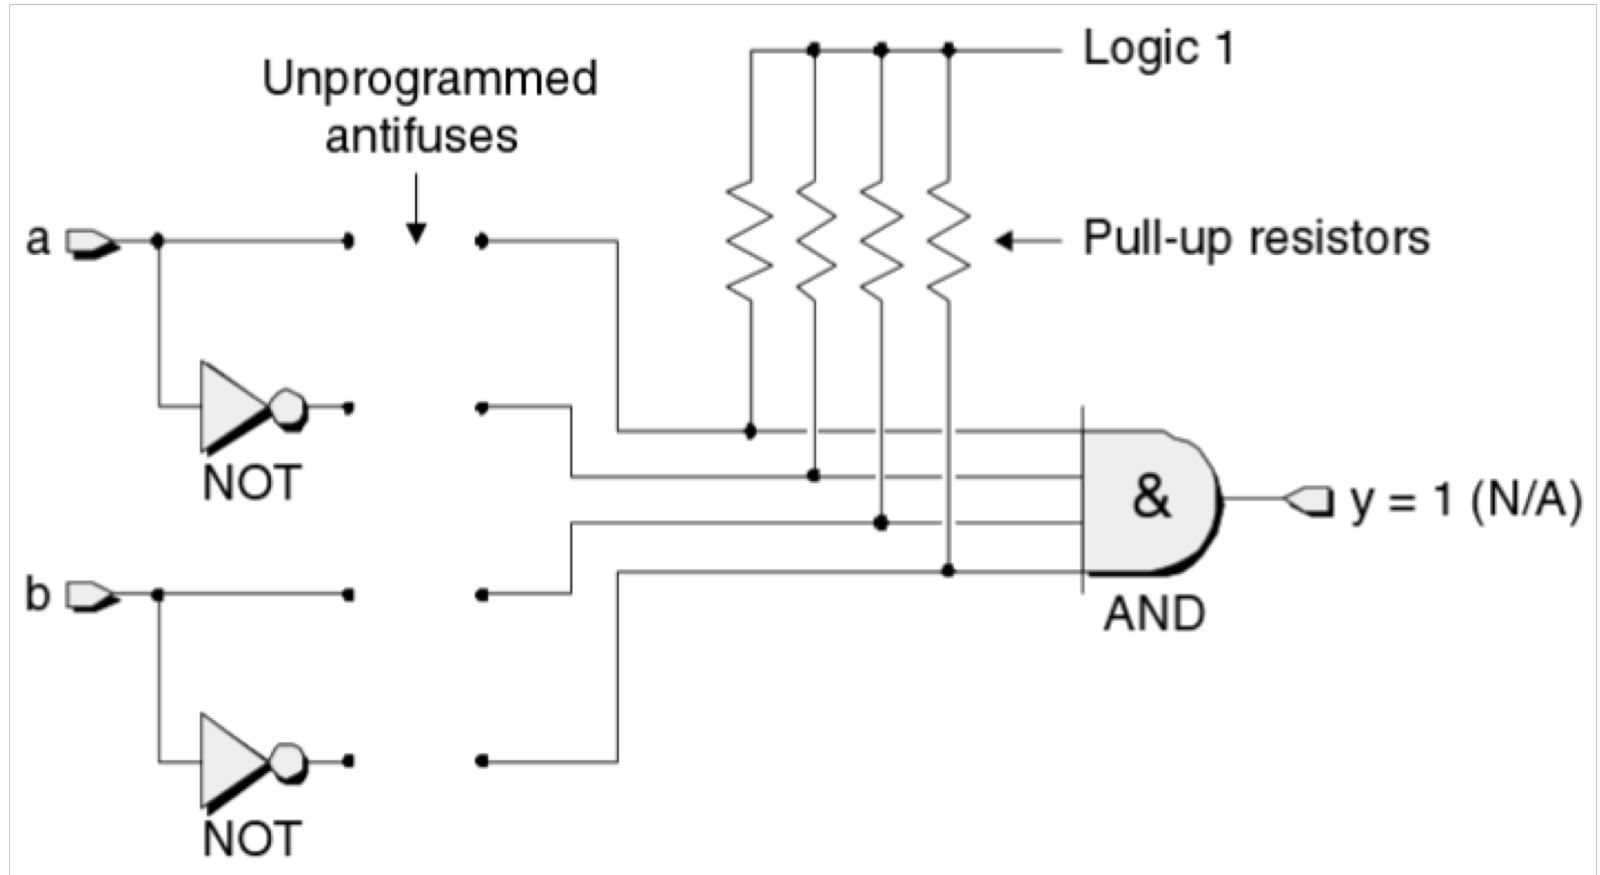 Logic 1
Unprogrammed
antifuses
a
Pull-up resistors
NOT
&
y = 1 (N/A)
b
AND
NOT